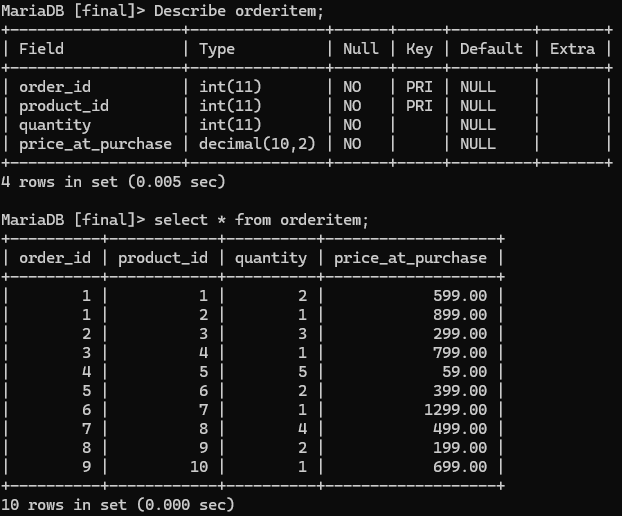 MariaDB [final]> Describe orderitem;
+-------------------+---------------+------+-----+---------+-------+
| Field             | Type          | Null | Key | Default | Extra |
+-------------------+---------------+------+-----+---------+-------+
| order_id          | int(11)       | NO   | PRI | NULL    |       |
| product_id        | int(11)       | NO   | PRI | NULL    |       |
| quantity          | int(11)       | NO   |     | NULL    |       |
| price_at_purchase | decimal(10,2) | NO   |     | NULL    |       |
+-------------------+---------------+------+-----+---------+-------+
4 rows in set (0.005 sec)

MariaDB [final]> select * from orderitem;
+----------+------------+----------+-------------------+
| order_id | product_id | quantity | price_at_purchase |
+----------+------------+----------+-------------------+
|        1 |          1 |        2 |            599.00 |
|        1 |          2 |        1 |            899.00 |
|        2 |          3 |        3 |            299.00 |
|        3 |          4 |        1 |            799.00 |
|        4 |          5 |        5 |             59.00 |
|        5 |          6 |        2 |            399.00 |
|        6 |          7 |        1 |           1299.00 |
|        7 |          8 |        4 |            499.00 |
|        8 |          9 |        2 |            199.00 |
|        9 |         10 |        1 |            699.00 |
+----------+------------+----------+-------------------+
10 rows in set (0.000 sec)